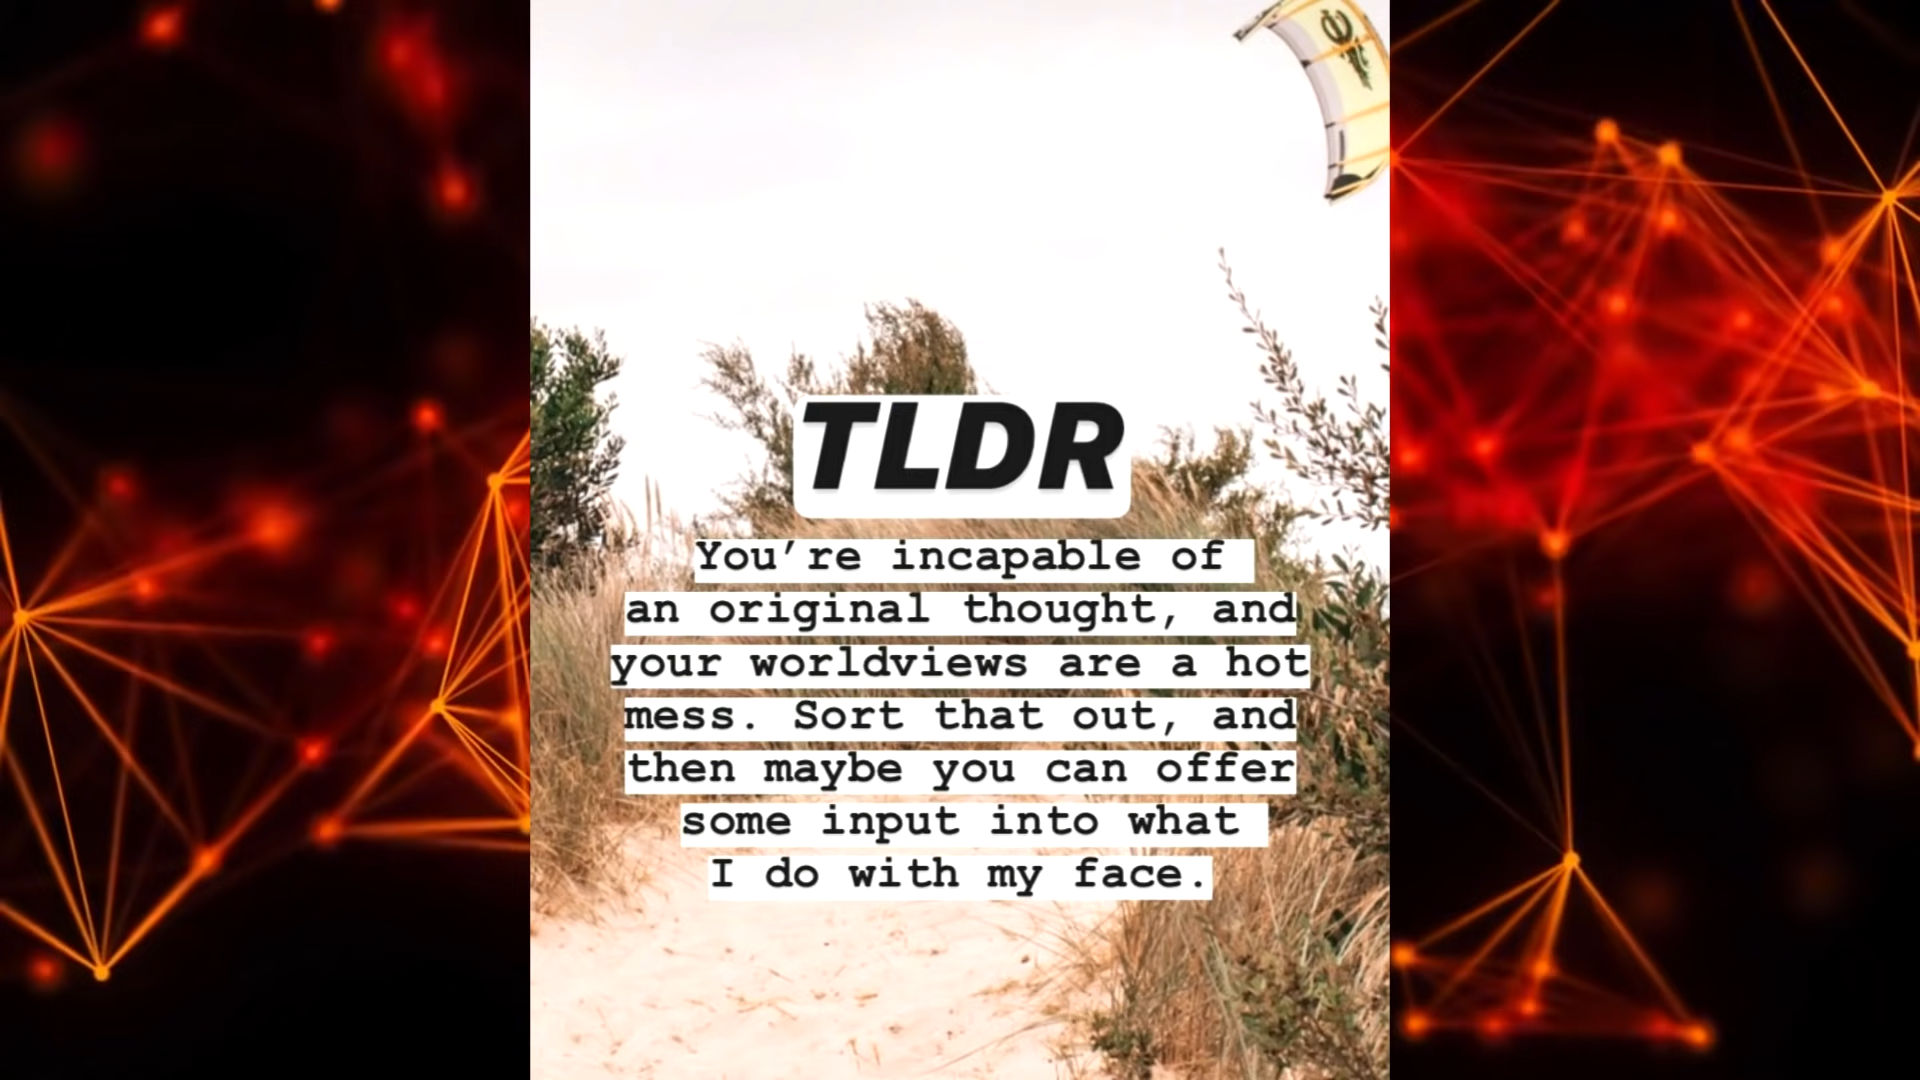 TLDR
You’re incapable of
an original thought, and
your worldviews are a hot
mess. Sort that out, and
then maybe you can offer
some input into what
I do with my face.